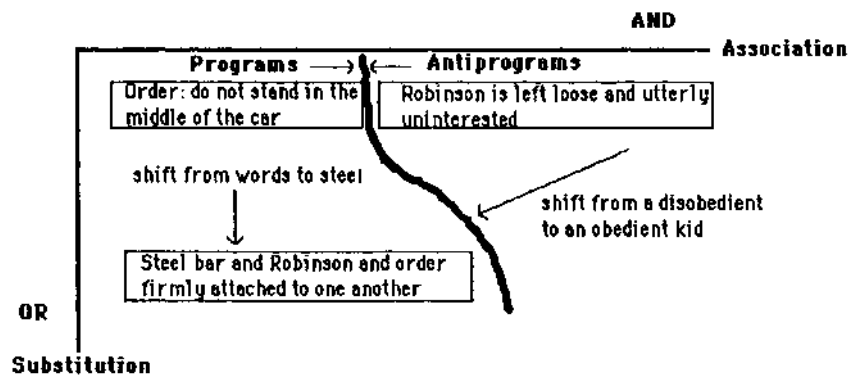 AND
Association
Programs
Antiprograms
Order: do not stand in the
middle of the car
Robinson is left loose and utterly
uninterested
shift from words to steel
shift from a disobedient
to an obedient kid
Steel bar and Robinson and order
firmly attached to one another
OR
Substitution